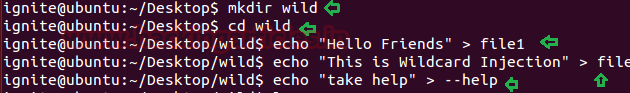 ignite@ubuntu:~/Desktop$ mkdir wild
ignite@ubuntu:~/Desktop$ cd wild
ignite@ubuntu:~/Desktop/wild$ echo "Hello Friends" > file1
ignite@ubuntu:~/Desktop/wild$ echo "This is Wildcard Injection" > file
ignite@ubuntu:~/Desktop/wild$ echo "take help" > --help